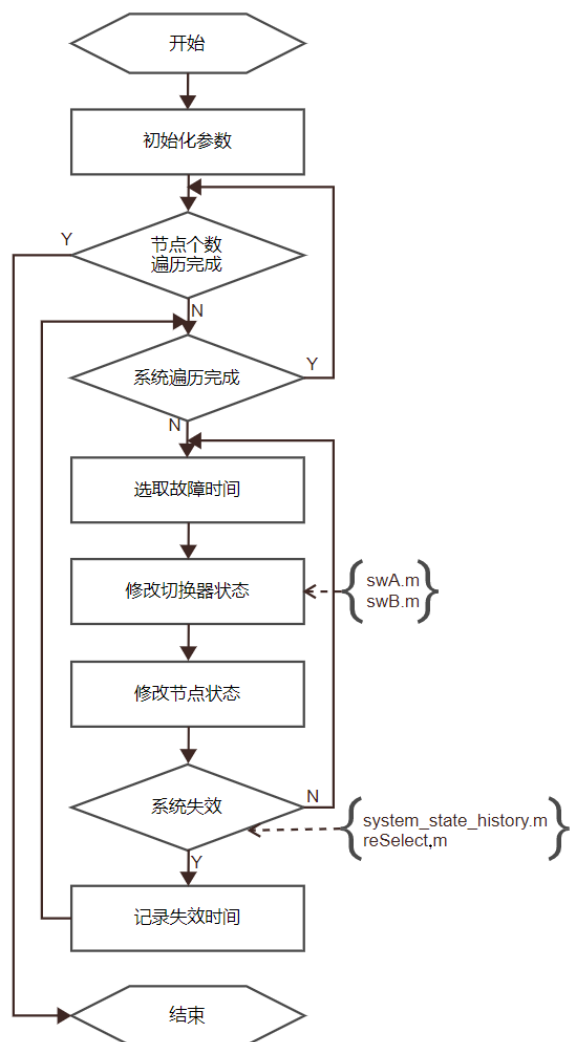 开始
初始化参数
Y
节点个数
遍历完成
N
系统遍历完成
Y
N
选取故障时间
修改切换器状态
swA.m
swB.m
修改节点状态
系统失效
N
system_state_history.m
reSelect,m
Y
记录失效时间
结束